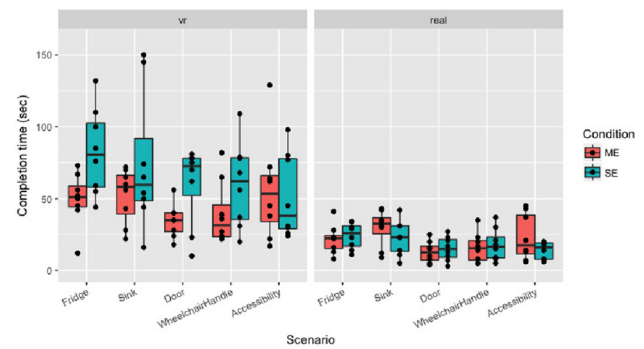 vr
real
150
100
50
0
Completion time (sec)
Fridge
Sink
Door
WheelchairHandle
Accessibility
Fridge
Sink
Door
WheelchairHandle
Accessibility
Scenario
Condition
ME
SE